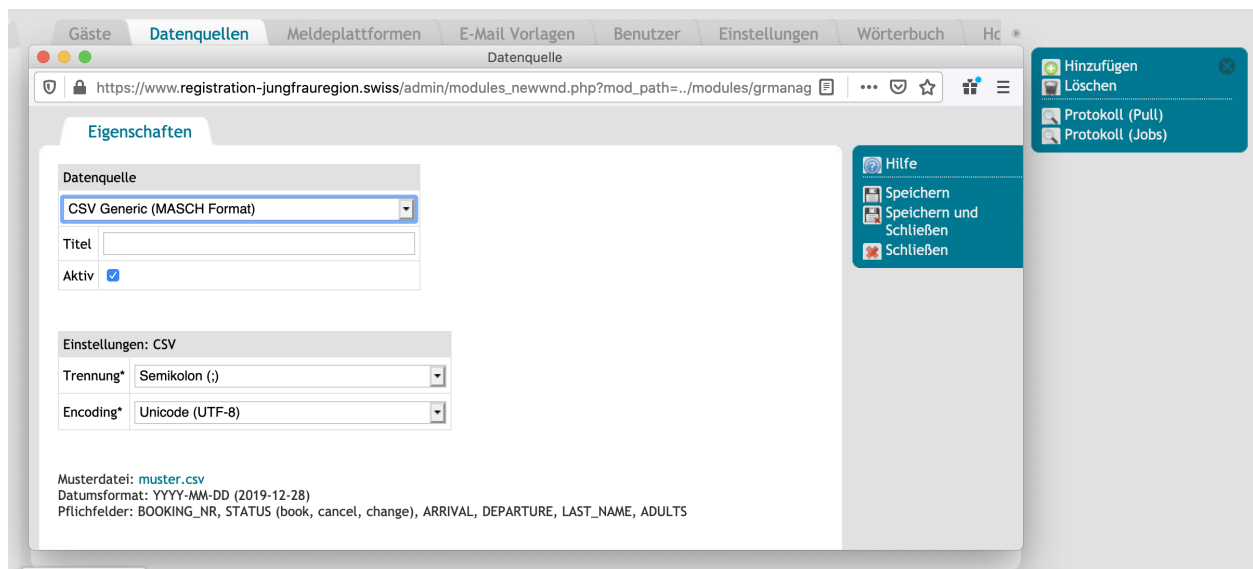 Gäste Datenquellen Meldeplattformen E-Mail Vorlagen Benutzer Einstellungen Wörterbuch
Datenquelle
https://www.registration-jungfrauregion.swiss/admin/modules_newwnd.php?mod_path=../modules/grmanag
Hinzufügen
Löschen
Protokoll (Pull)
Protokoll (Jobs)
Eigenschaften
Hilfe
Speichern
Speichern und
Schließen
Schließen
Datenquelle
CSV Generic (MASCH Format)
Titel
Aktiv
Einstellungen: CSV
Trennung* Semikolon (;)
Encoding* Unicode (UTF-8)
Musterdatei: muster.csv
Datumsformat: YYYY-MM-DD (2019-12-28)
Pflichfelder: BOOKING_NR, STATUS (book, cancel, change), ARRIVAL, DEPARTURE, LAST_NAME, ADULTS